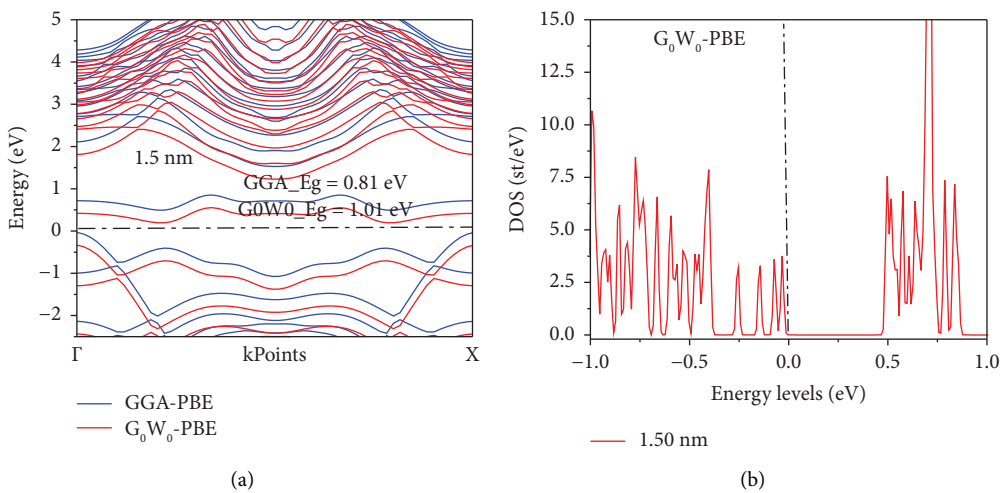 5
4
3
2
1
0
−1
−2
Energy (eV)
1.5 nm
GGA_Eg = 0.81 eV
G0W0_Eg = 1.01 eV
Γ
kPoints
X
GGA-PBE
G₀W₀-PBE
(a)
15.0
12.5
10.0
7.5
5.0
2.5
0.0
DOS (st/eV)
G₀W₀-PBE
−1.0
−0.5
0.0
0.5
1.0
Energy levels (eV)
1.50 nm
(b)